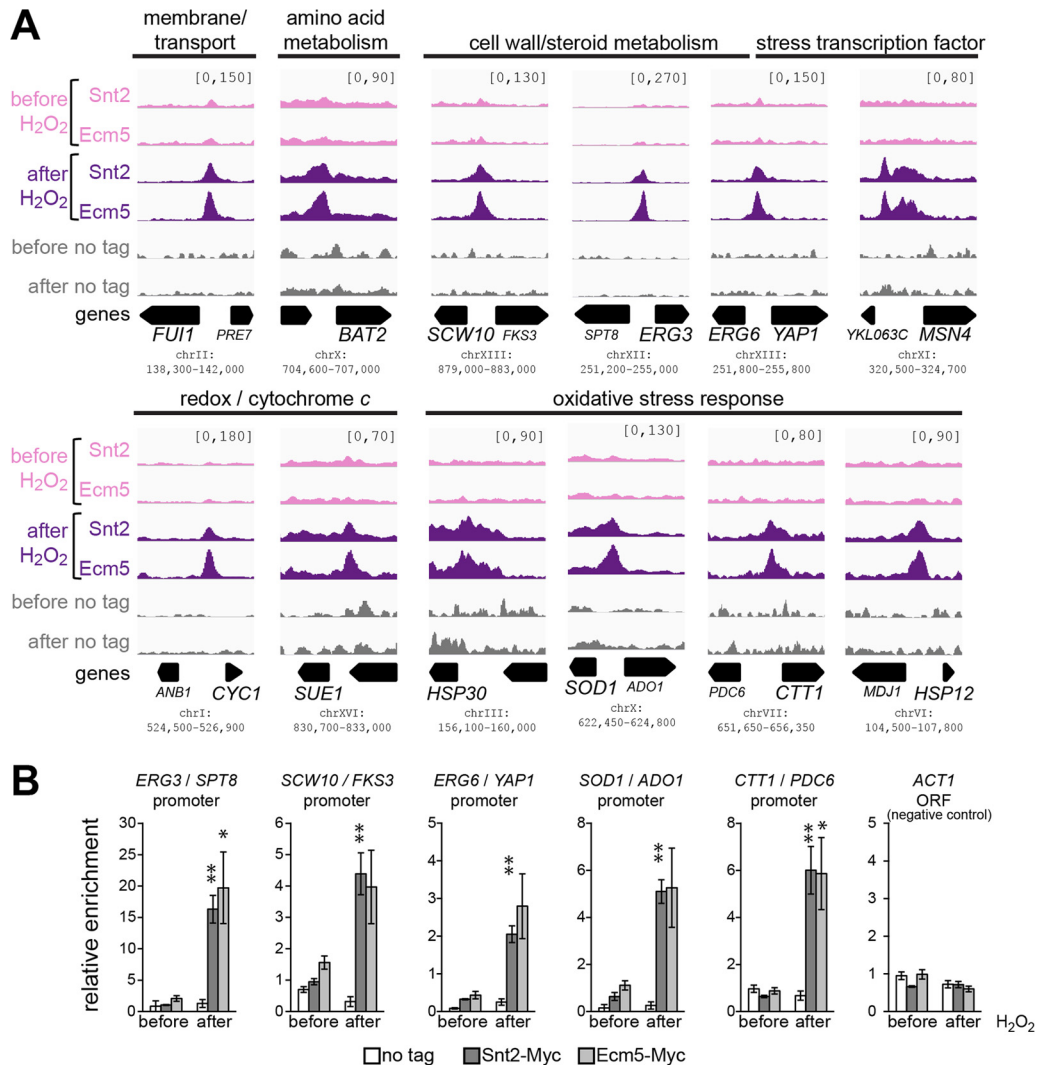 A
membrane/ transport
amino acid metabolism
cell wall/steroid metabolism
stress transcription factor
[0,150] [0,90] [0,130] [0,270] [0,150] [0,80]
before H2O2
Snt2
Ecm5
after H2O2
Snt2
Ecm5
before no tag
after no tag
genes
FUI1 PRE7 BAT2 SCW10 FKS3 SPT8 ERG3 ERG6 YAP1 YKL063C MSN4
chrII: chrX: chrXIII: chrXII: chrXIII: chrXI:
138,300-142,000 704,600-707,000 879,000-883,000 251,200-255,000 251,800-255,800 320,500-324,700
redox / cytochrome c
oxidative stress response
[0,180] [0,70] [0,90] [0,130] [0,80] [0,90]
before H2O2
Snt2
Ecm5
after H2O2
Snt2
Ecm5
before no tag
after no tag
genes
ANB1 CYC1 SUE1 HSP30 SOD1 ADO1 PDC6 CTT1 MDJ1 HSP12
chrI: chrXVI: chrIII: chrX: chrVII: chrVI:
524,500-526,900 830,700-833,000 156,100-160,000 622,450-624,800 651,650-656,350 104,500-107,800
B
relative enrichment
ERG3 / SPT8
promoter
30
25
20
15
10
5
0
** *
before after
SCW10 / FKS3
promoter
6
5
4
3
2
1
0
**
before after
ERG6 / YAP1
promoter
5
4
3
2
1
0
**
before after
SOD1 / ADO1
promoter
8
6
4
2
0
**
before after
CTT1 / PDC6
promoter
8
6
4
2
0
** *
before after
ACT1
ORF
(negative control)
5
4
3
2
1
0
before after
H2O2
no tag Snt2-Myc Ecm5-Myc